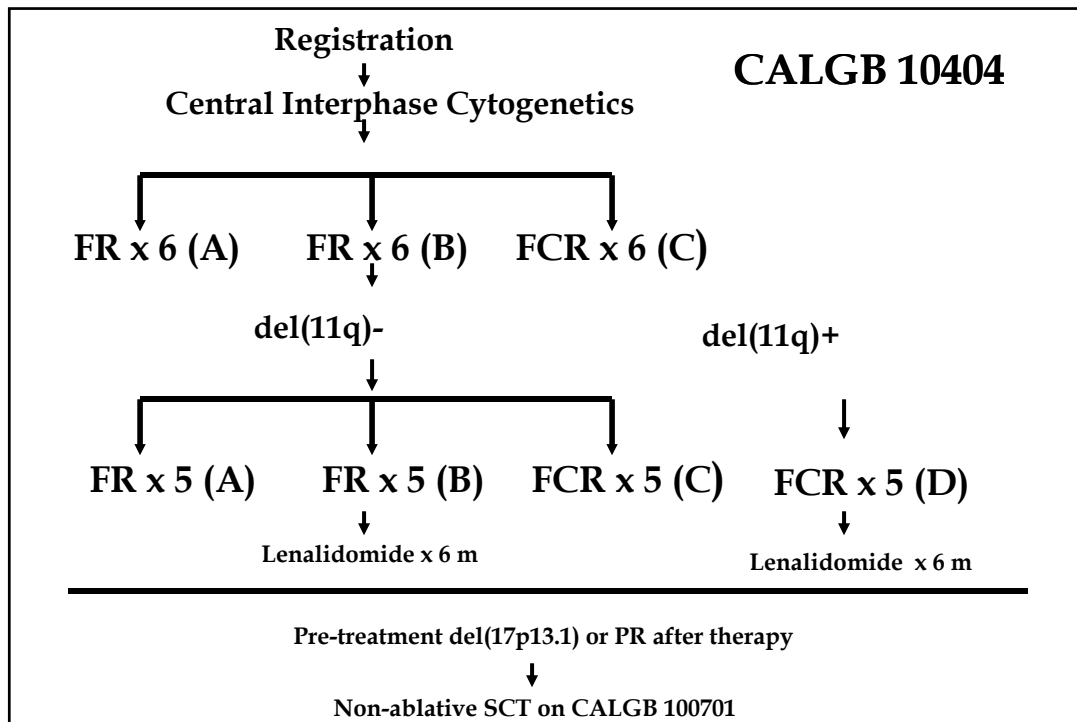 Registration
CALGB 10404
Central Interphase Cytogenetics
FR x 6 (A) FR x 6 (B) FCR x 6 (C)
del(11q)- del(11q)+
FR x 5 (A) FR x 5 (B) FCR x 5 (C) FCR x 5 (D)
Lenalidomide x 6 m Lenalidomide x 6 m
Pre-treatment del(17p13.1) or PR after therapy
Non-ablative SCT on CALGB 100701